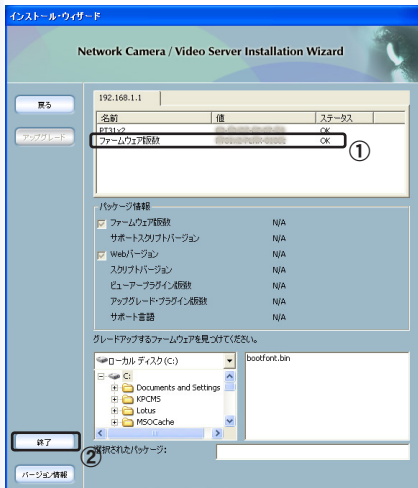 インストール・ウィザード
Network Camera / Video Server Installation Wizard
戻る
アップグレード
192.168.1.1
名前 値 ステータス
PT31x2 OK
ファームウェア版数 OK
①
パッケージ情報
ファームウェア版数 N/A
サポートスクリプトバージョン N/A
Webバージョン N/A
スクリプトバージョン N/A
ビューアープラグイン版数 N/A
アップグレード・プラグイン版数 N/A
サポート言語 N/A
グレードアップするファームウェアを見つけてください。
ローカル ディスク (C:)
bootfont.bin
C:
Documents and Settings
KPCMS
Lotus
MSOCache
終了
②
選択されたパッケージ:
バージョン情報